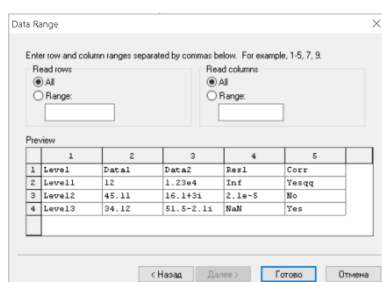 Data Range
Enter row and column ranges separated by commas below. For example, 1-5, 7, 9.
Read rows
All
Range:
Read columns
All
Range:
Preview
1 2 3 4 5
1 Level Data1 Data2 Res1 Corr
2 Level1 12 1.23e4 Inf Yesqq
3 Level2 45.11 16.1+3i 2.1e-5 No
4 Level3 34.12 51.5-2.1i NaN Yes
< Назад Далее > Готово Отмена